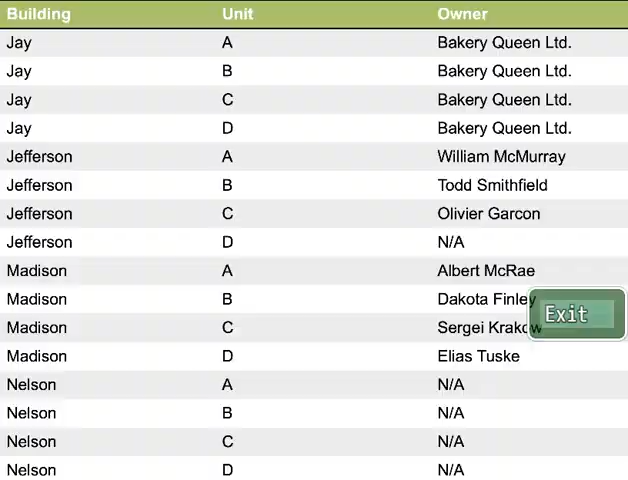 Building Unit Owner
Jay A Bakery Queen Ltd.
Jay B Bakery Queen Ltd.
Jay C Bakery Queen Ltd.
Jay D Bakery Queen Ltd.
Jefferson A William McMurray
Jefferson B Todd Smithfield
Jefferson C Olivier Garcon
Jefferson D N/A
Madison A Albert McRae
Madison B Dakota Finley
Madison C Sergei Krakow
Exit
Madison D Elias Tuske
Nelson A N/A
Nelson B N/A
Nelson C N/A
Nelson D N/A